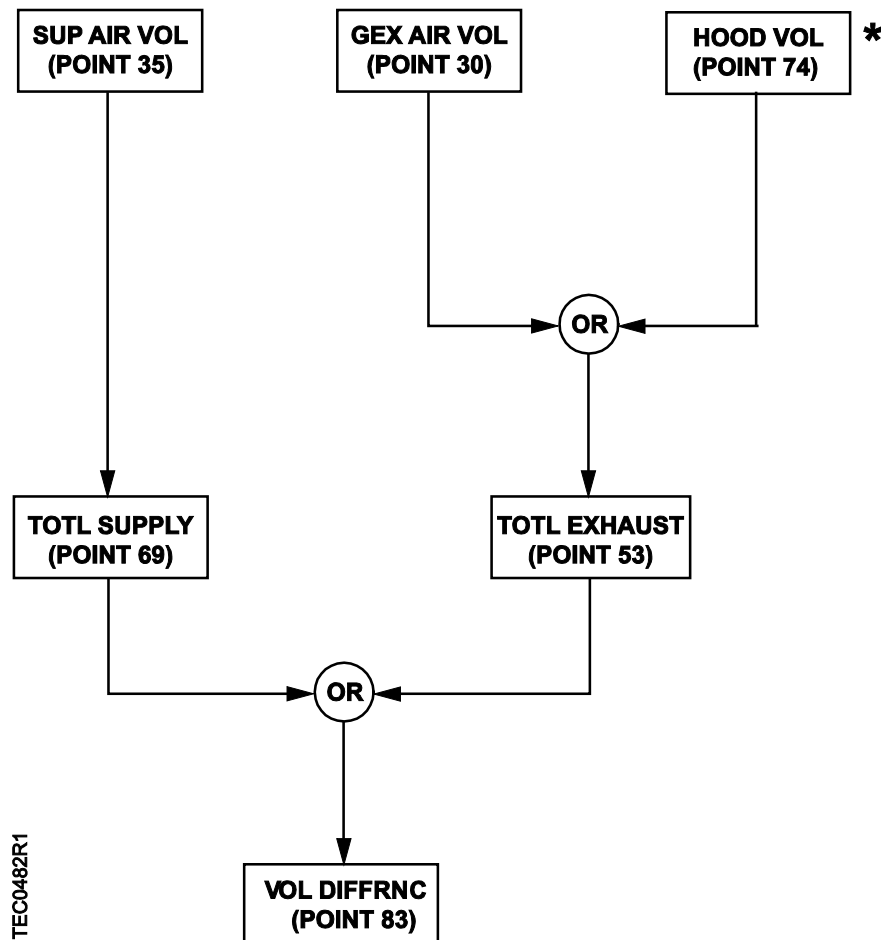 SUP AIR VOL
(POINT 35)
GEX AIR VOL
(POINT 30)
HOOD VOL
(POINT 74)
*
OR
TOTL SUPPLY
(POINT 69)
TOTL EXHAUST
(POINT 53)
OR
VOL DIFFRNC
(POINT 83)
TEC0482R1